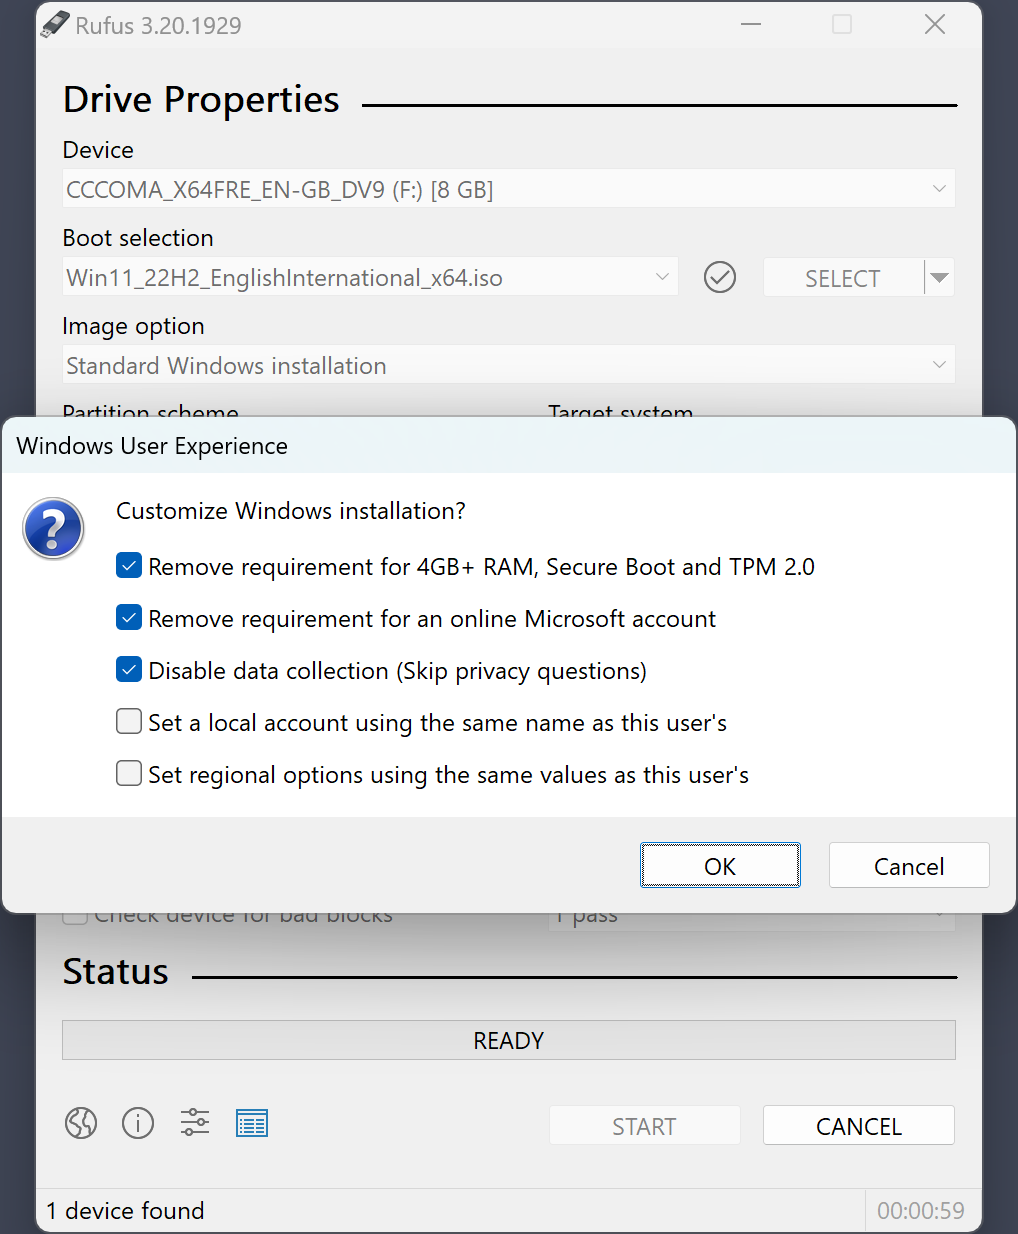 Rufus 3.20.1929
Drive Properties
Device
CCCOMA_X64FRE_EN-GB_DV9 (F:) [8 GB]
Boot selection
Win11_22H2_EnglishInternational_x64.iso
SELECT
Image option
Standard Windows installation
Partition scheme Target system
Windows User Experience
Customize Windows installation?
Remove requirement for 4GB+ RAM, Secure Boot and TPM 2.0
Remove requirement for an online Microsoft account
Disable data collection (Skip privacy questions)
Set a local account using the same name as this user's
Set regional options using the same values as this user's
OK Cancel
Check device for bad blocks 1 pass
Status
READY
START CANCEL
1 device found 00:00:59